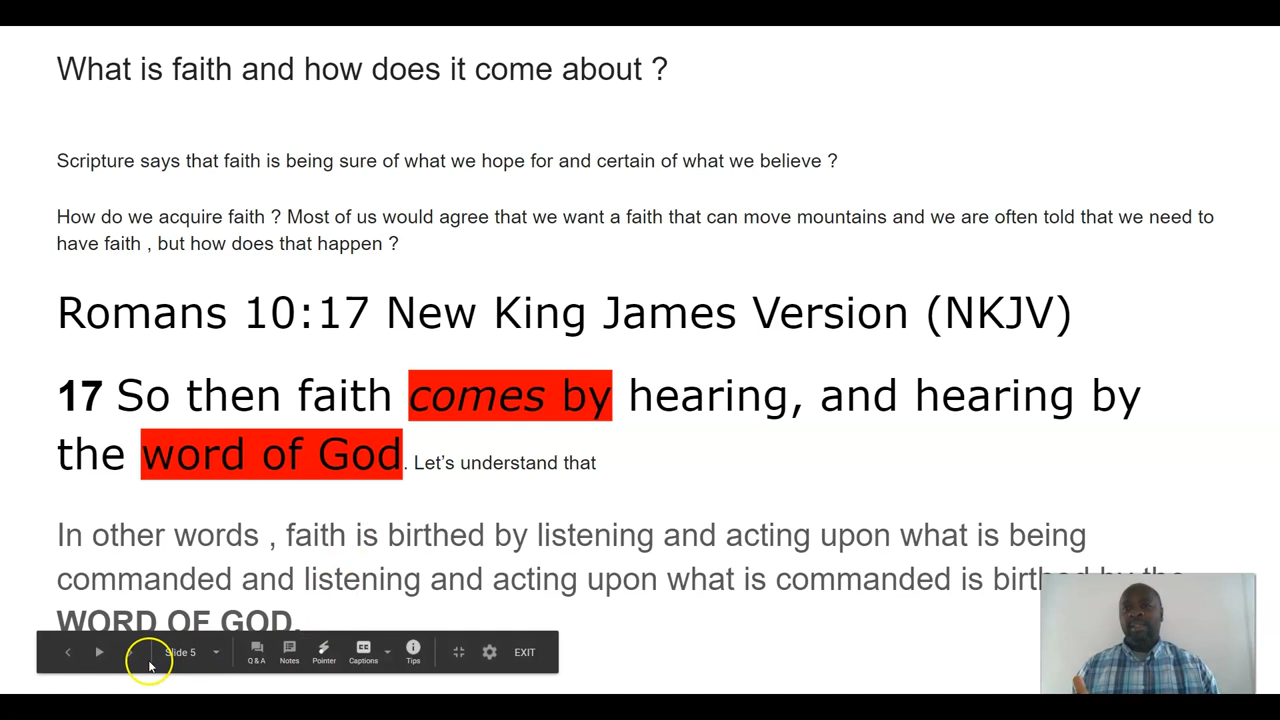 What is faith and how does it come about ?
Scripture says that faith is being sure of what we hope for and certain of what we believe ?
How do we acquire faith ? Most of us would agree that we want a faith that can move mountains and we are often told that we need to
have faith , but how does that happen ?
Romans 10:17 New King James Version (NKJV)
17 So then faith comes by hearing, and hearing by
the word of God. Let’s understand that
In other words , faith is birthed by listening and acting upon what is being
commanded and listening and acting upon what is commanded is birthed by the
WORD OF GOD.
Slide 5
Q & A Notes Pointer Captions Tips EXIT